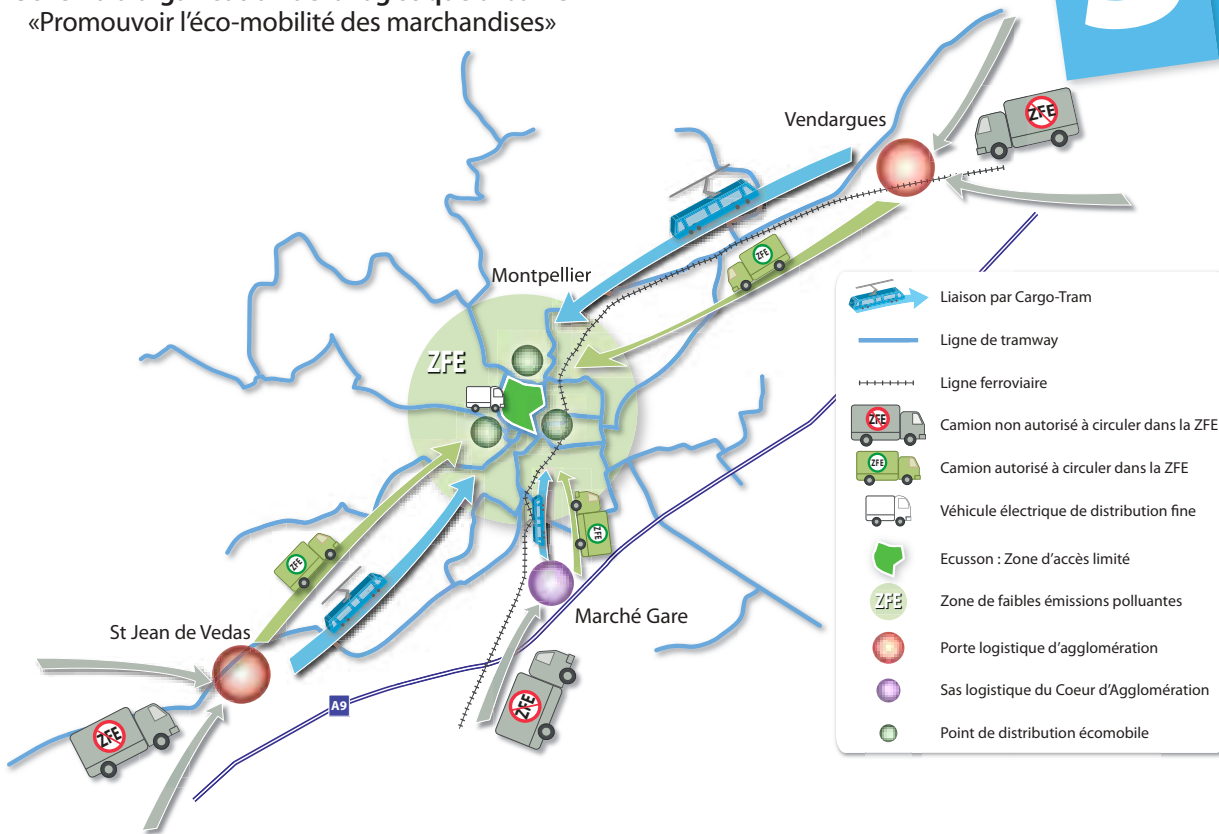 «Promouvoir l'éco-mobilité des marchandises»
Vendargues
ZFE
Montpellier
ZFE
ZFE
ZFE
ZFE
St Jean de Vedas
Marché Gare
ZFE
ZFE
A9
Liaison par Cargo-Tram
Ligne de tramway
Ligne ferroviaire
ZFE
Camion non autorisé à circuler dans la ZFE
ZFE
Camion autorisé à circuler dans la ZFE
Véhicule électrique de distribution fine
Ecusson : Zone d'accès limité
ZFE
Zone de faibles émissions polluantes
Porte logistique d'agglomération
Sas logistique du Coeur d'Agglomération
Point de distribution écomobile